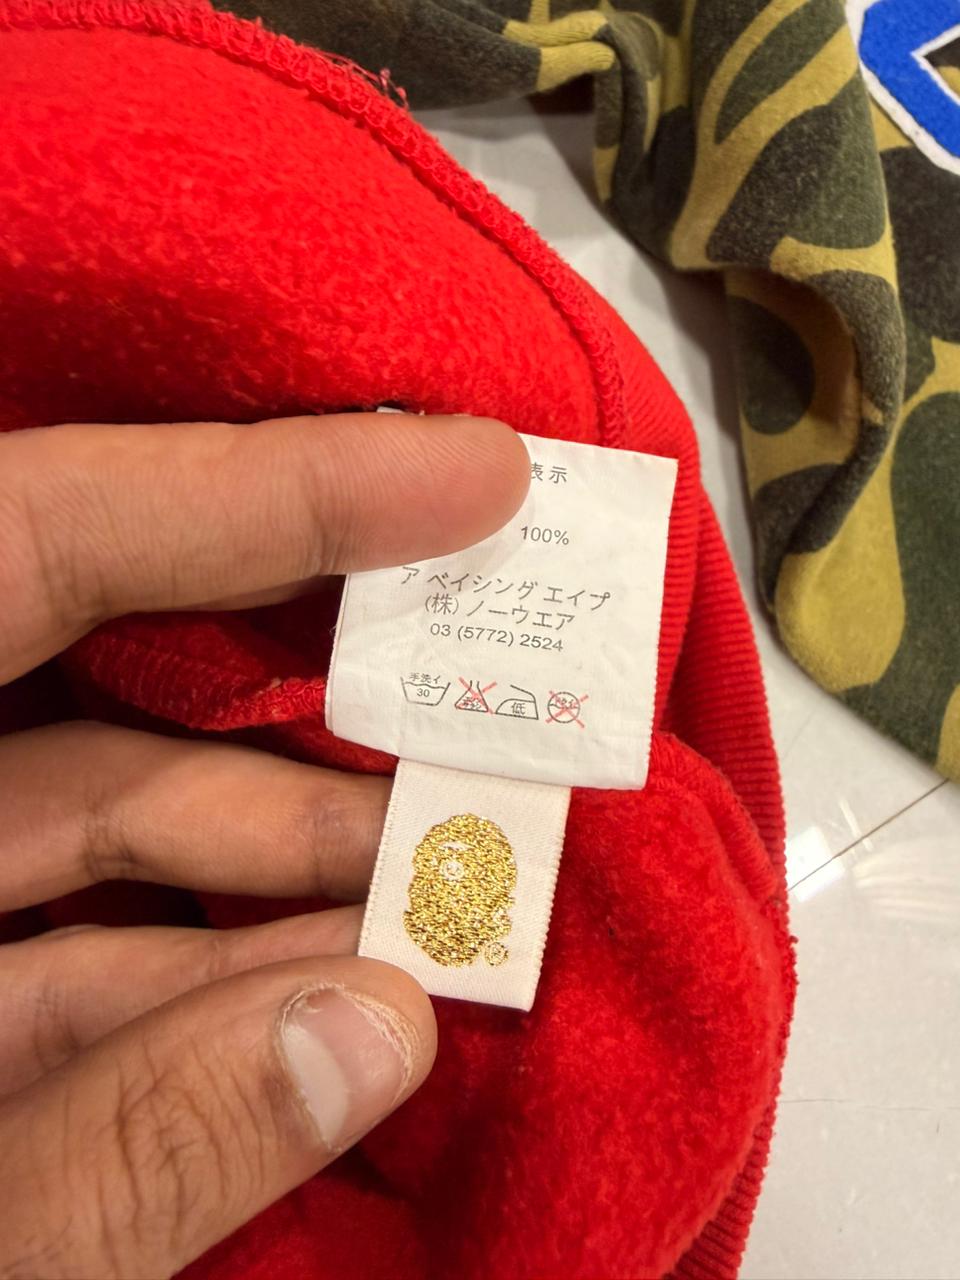 表示
100%
ア ベイシング エイプ
(株) ノーウエア
03 (5772) 2524
手洗イ
30
低